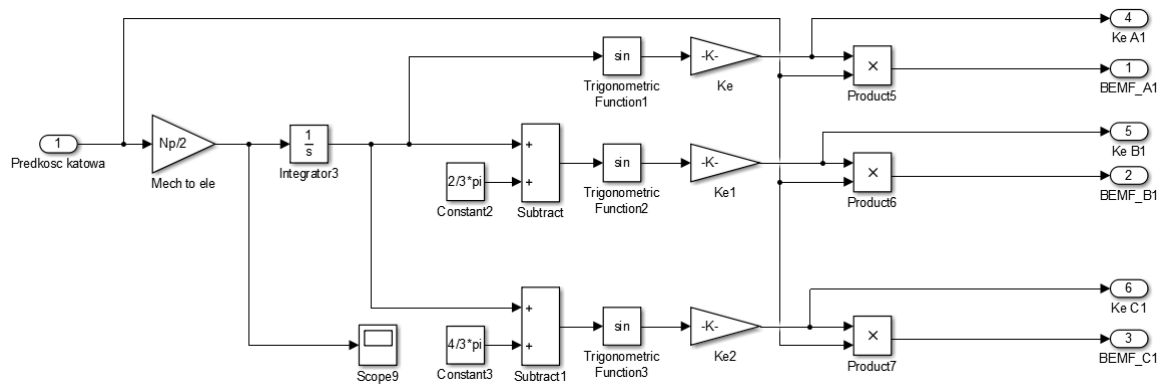 4
Ke A1
sin
-K-
×
1
Trigonometric
Function1
Ke
Product5
BEMF_A1
1
Predkosc katowa
Np/2
Mech to ele
1
s
Integrator3
+
+
2/3*pi
Constant2
Subtract
sin
Trigonometric
Function2
-K-
Ke1
×
Product6
5
Ke B1
2
BEMF_B1
+
+
4/3*pi
Constant3
Subtract1
sin
Trigonometric
Function3
-K-
Ke2
×
Product7
6
Ke C1
3
BEMF_C1
Scope9